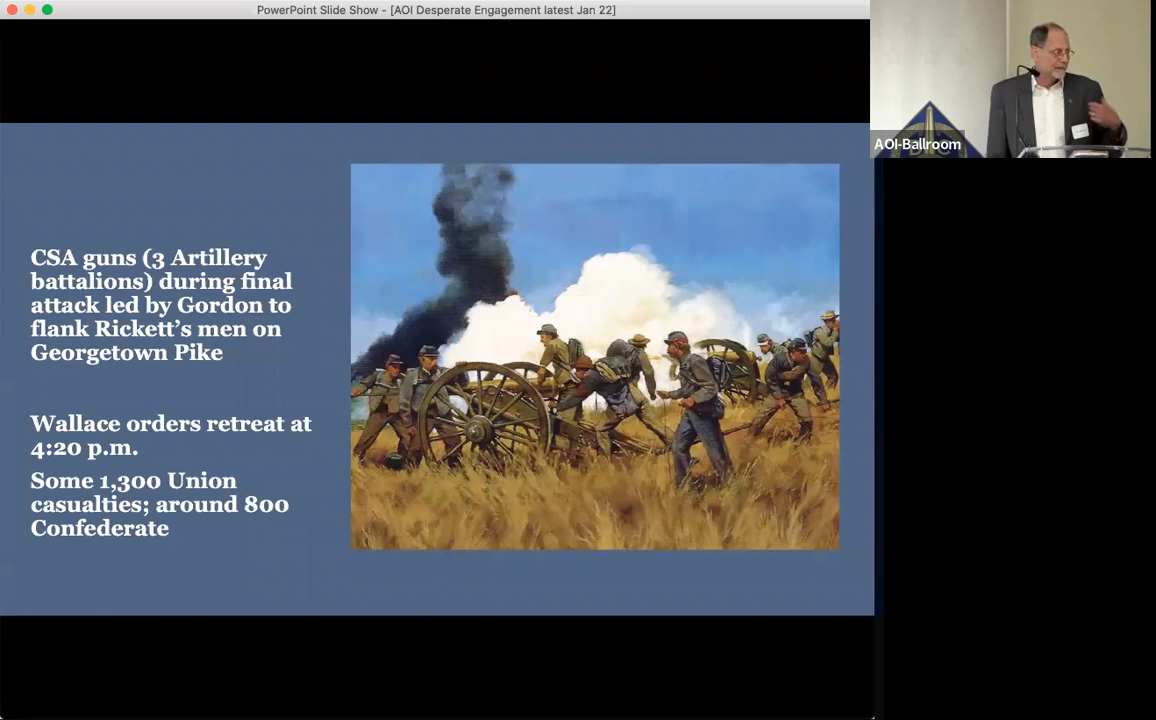 PowerPoint Slide Show - [AOI Desperate Engagement latest Jan 22]
AOI-Ballroom
CSA guns (3 Artillery
battalions) during final
attack led by Gordon to
flank Rickett’s men on
Georgetown Pike
Wallace orders retreat at
4:20 p.m.
Some 1,300 Union
casualties; around 800
Confederate